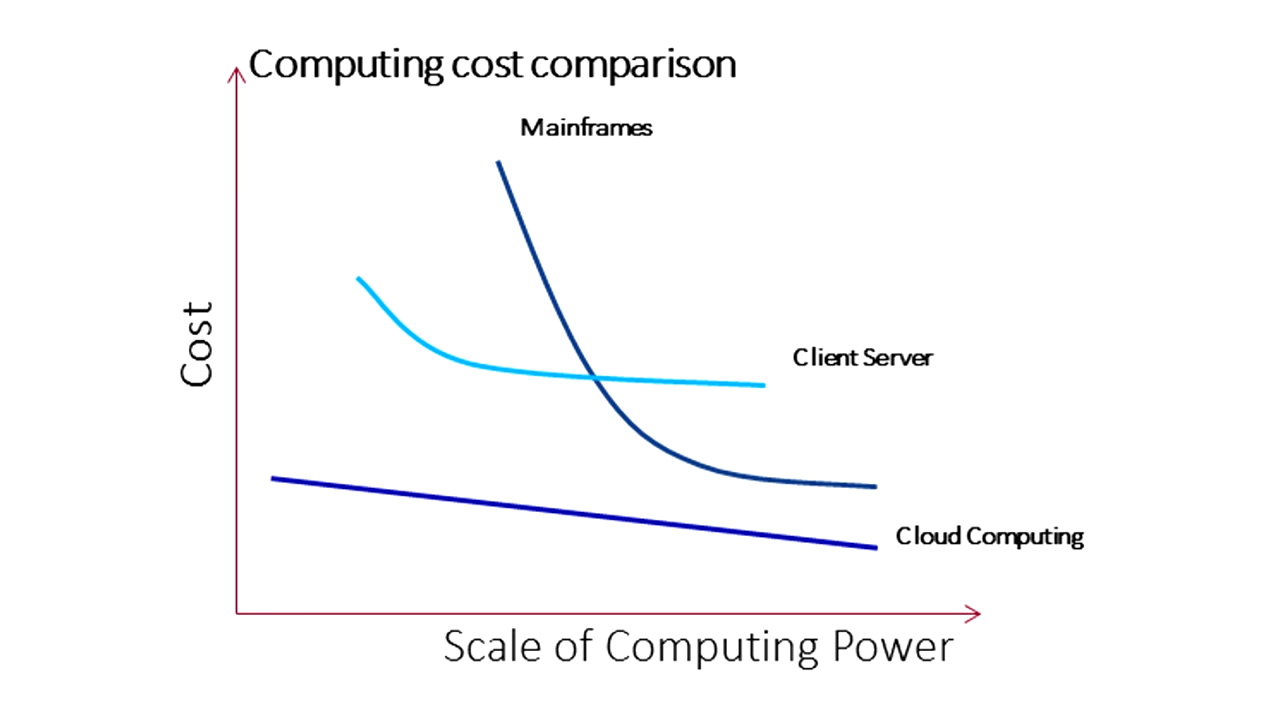 Computing cost comparison
Mainframes
Cost
Client Server
Cloud Computing
Scale of Computing Power